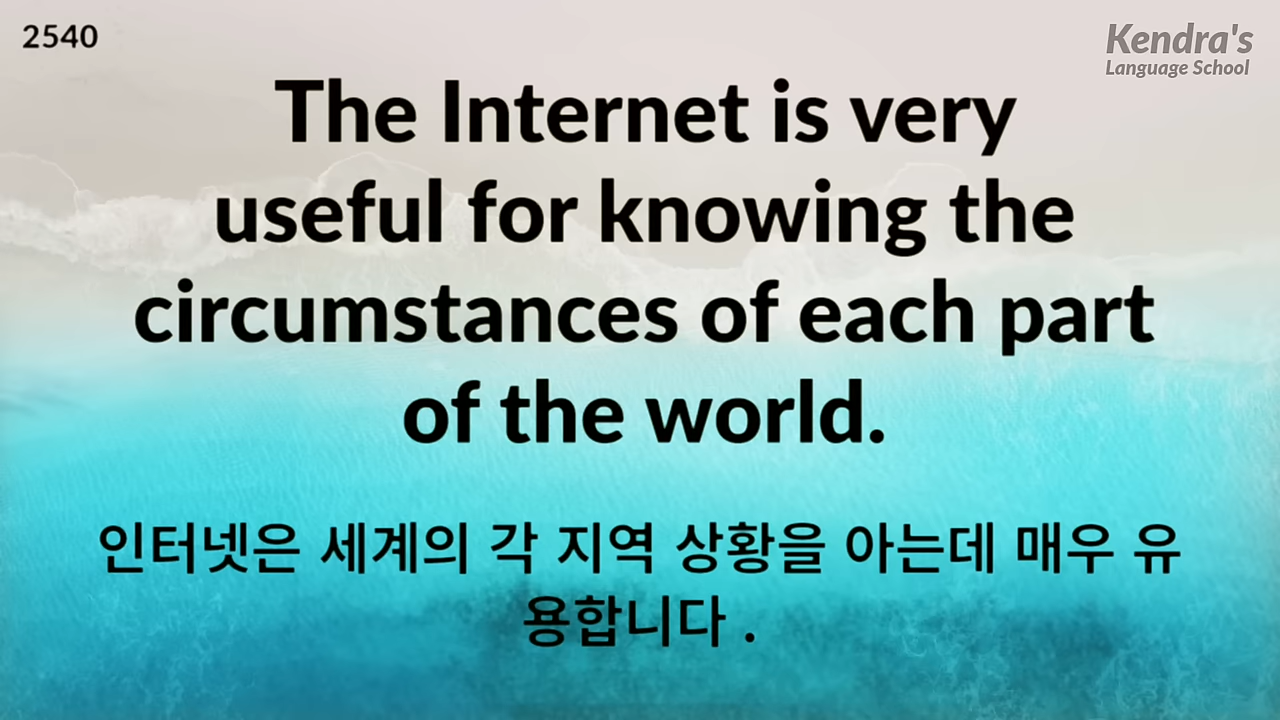 2540
Kendra's
Language School
The Internet is very
useful for knowing the
circumstances of each part
of the world.
인터넷은 세계의 각 지역 상황을 아는데 매우 유
용합니다 .